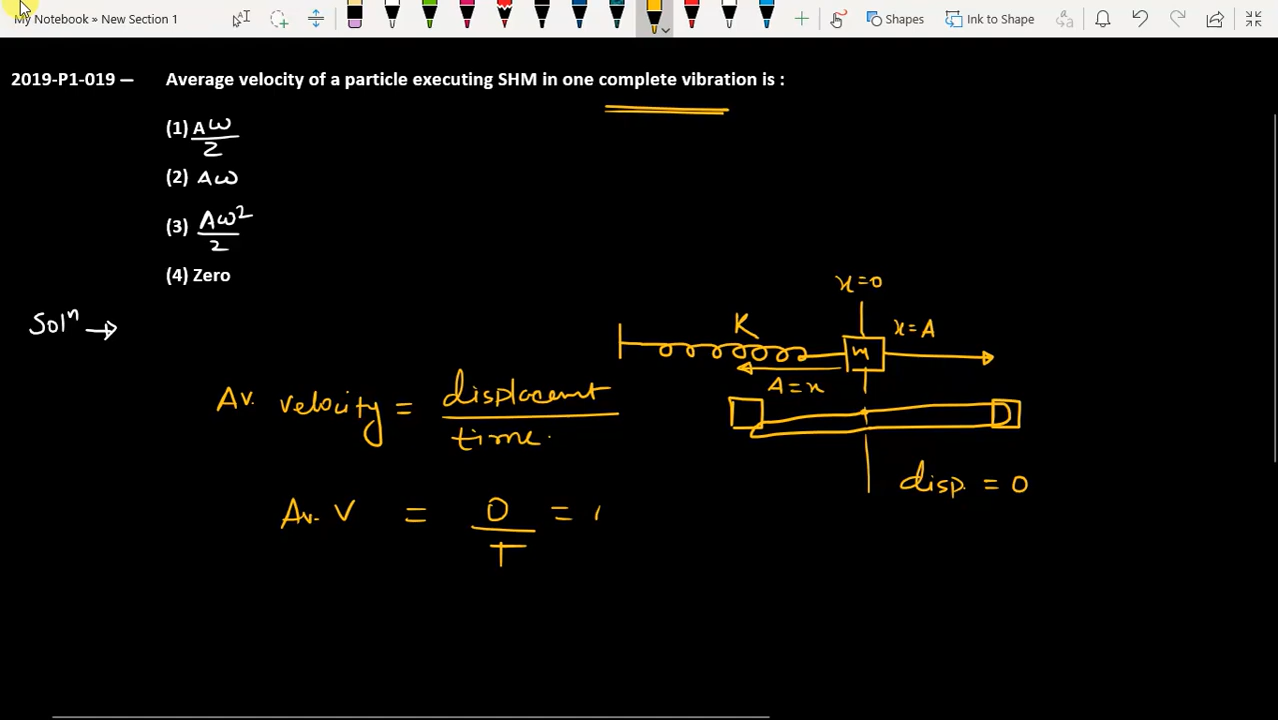 My Notebook » New Section 1
Shapes
Ink to Shape
2019-P1-019 — Average velocity of a particle executing SHM in one complete vibration is :
(1) Aω/2
(2) Aω
(3) Aω²/2
(4) Zero
Solⁿ →
x=0
K
m
x=A
A=x
Av. velocity = displacement/time.
disp. = 0
Av. V = 0/T =